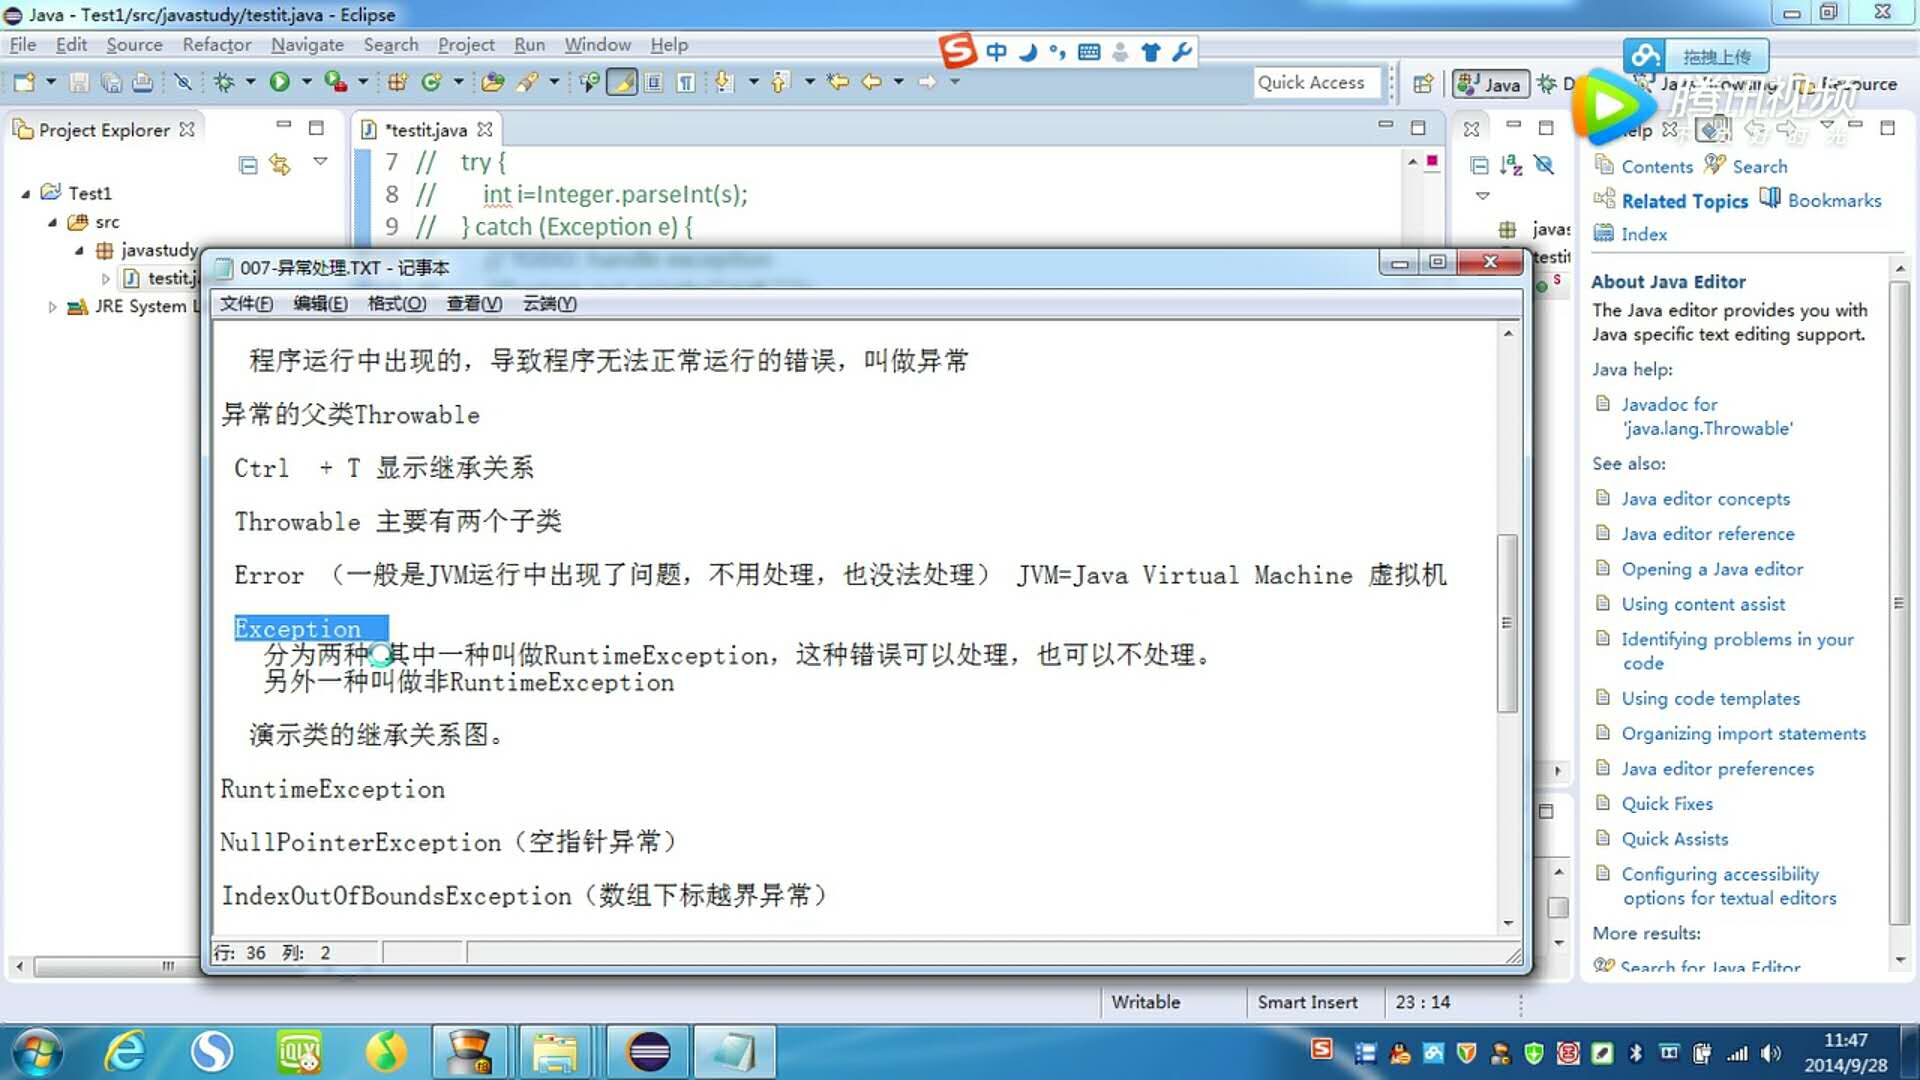 Java - Test1/src/javastudy/testit.java - Eclipse
File Edit Source Refactor Navigate Search Project Run Window Help
中
拖拽上传
Quick Access
Java
腾讯视频
Project Explorer
*testit.java
Contents Search
Related Topics Bookmarks
Index
Test1
src
javastudy
JRE System
7 // try {
8 // int i=Integer.parseInt(s);
9 // } catch (Exception e) {
007-异常处理.TXT - 记事本
文件(F) 编辑(E) 格式(O) 查看(V) 云端(Y)
程序运行中出现的，导致程序无法正常运行的错误，叫做异常
异常的父类Throwable
Ctrl + T 显示继承关系
Throwable 主要有两个子类
Error （一般是JVM运行中出现了问题，不用处理，也没法处理） JVM=Java Virtual Machine 虚拟机
Exception
分为两种，其中一种叫做RuntimeException，这种错误可以处理，也可以不处理。
另外一种叫做非RuntimeException
演示类的继承关系图。
RuntimeException
NullPointerException（空指针异常）
IndexOutOfBoundsException（数组下标越界异常）
行: 36 列: 2
About Java Editor
The Java editor provides you with
Java specific text editing support.
Java help:
Javadoc for
'java.lang.Throwable'
See also:
Java editor concepts
Java editor reference
Opening a Java editor
Using content assist
Identifying problems in your
code
Using code templates
Organizing import statements
Java editor preferences
Quick Fixes
Quick Assists
Configuring accessibility
options for textual editors
More results:
Search for Java Editor
Writable Smart Insert 23 : 14
11:47
2014/9/28